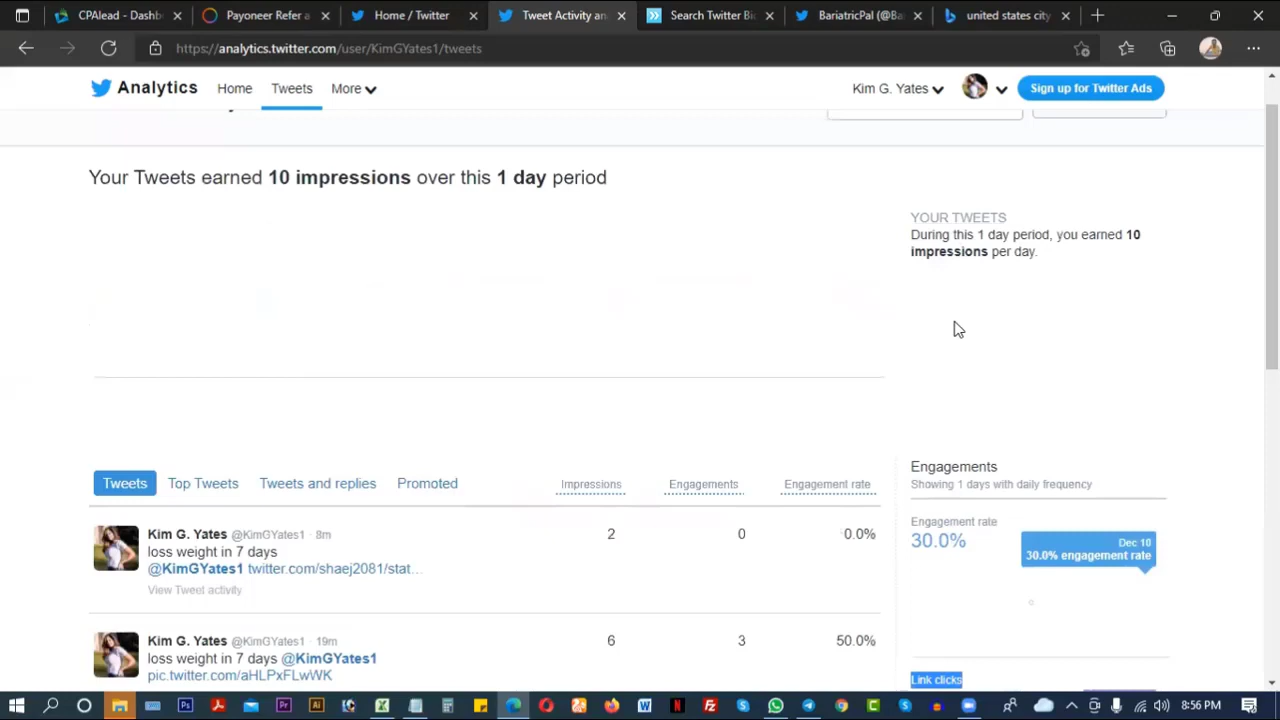 CPAlead - Dashb
Payoneer Refer a
Home / Twitter
Tweet Activity an
Search Twitter Bi
BariatricPal (@Ba
united states city
https://analytics.twitter.com/user/KimGYates1/tweets
Analytics
Home
Tweets
More
Kim G. Yates
Sign up for Twitter Ads
Your Tweets earned 10 impressions over this 1 day period
YOUR TWEETS
During this 1 day period, you earned 10
impressions per day.
Tweets
Top Tweets
Tweets and replies
Promoted
Impressions
Engagements
Engagement rate
Kim G. Yates @KimGYates1 · 8m
loss weight in 7 days
@KimGYates1 twitter.com/shaej2081/stat...
View Tweet activity
2
0
0.0%
Kim G. Yates @KimGYates1 · 19m
loss weight in 7 days @KimGYates1
pic.twitter.com/aHLPxFLwWK
6
3
50.0%
Engagements
Showing 1 days with daily frequency
Engagement rate
30.0%
Dec 10
30.0% engagement rate
Link clicks
8:56 PM